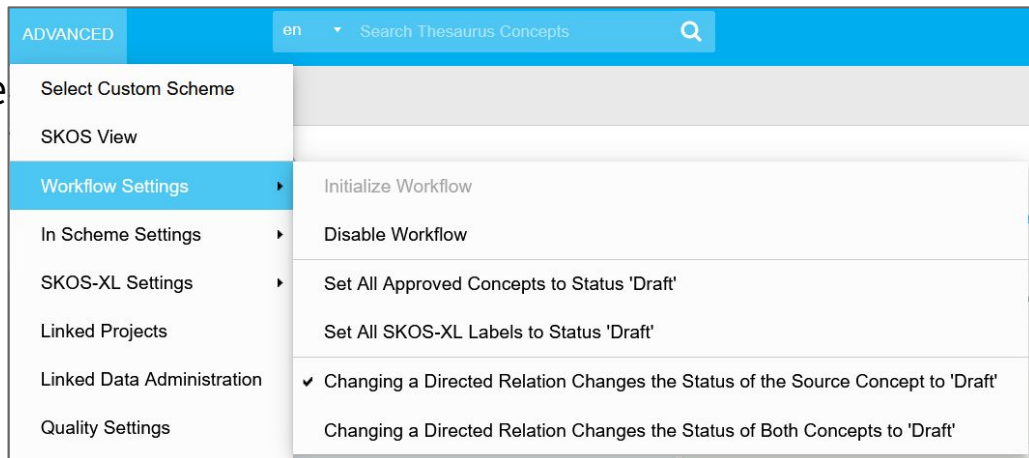 ADVANCED
en
Search Thesaurus Concepts
Select Custom Scheme
SKOS View
Workflow Settings
Initialize Workflow
In Scheme Settings
Disable Workflow
SKOS-XL Settings
Set All Approved Concepts to Status 'Draft'
Linked Projects
Set All SKOS-XL Labels to Status 'Draft'
Linked Data Administration
Changing a Directed Relation Changes the Status of the Source Concept to 'Draft'
Quality Settings
Changing a Directed Relation Changes the Status of Both Concepts to 'Draft'